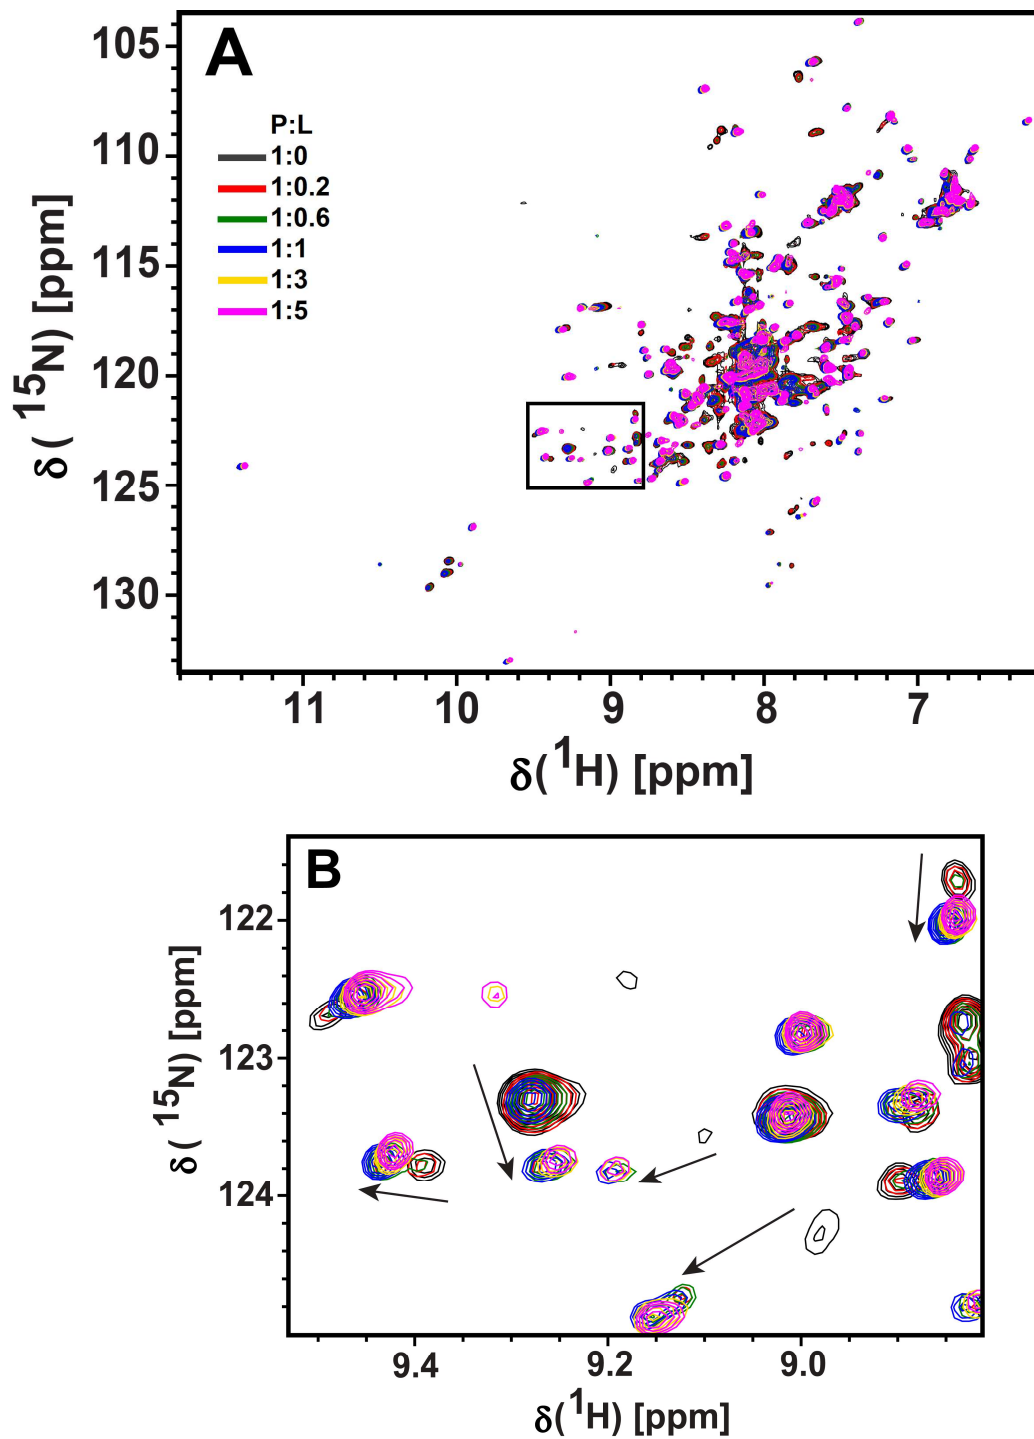 A
P:L
1:0
1:0.2
1:0.6
1:1
1:3
1:5
105
110
115
120
125
130
δ( 15N) [ppm]
11 10 9 8 7
δ(1H) [ppm]
B
122
123
124
δ( 15N) [ppm]
9.4 9.2 9.0
δ(1H) [ppm]